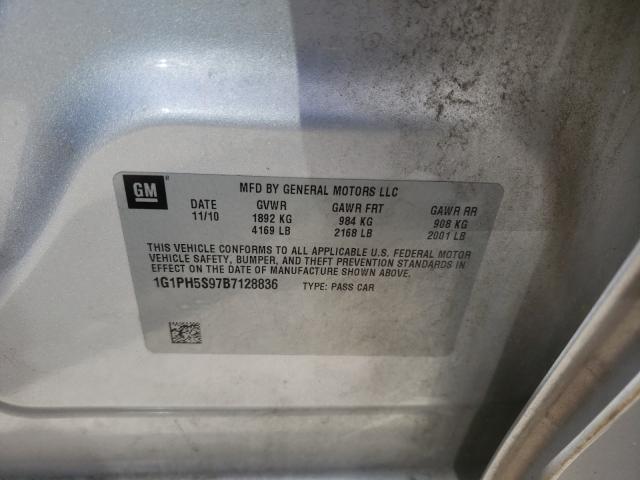 GM
MFD BY GENERAL MOTORS LLC
DATE GVWR GAWR FRT GAWR RR
11/10 1892 KG 984 KG 908 KG
4169 LB 2168 LB 2001 LB
THIS VEHICLE CONFORMS TO ALL APPLICABLE U.S. FEDERAL MOTOR
VEHICLE SAFETY, BUMPER, AND THEFT PREVENTION STANDARDS IN
EFFECT ON THE DATE OF MANUFACTURE SHOWN ABOVE.
1G1PH5S97B7128836 TYPE: PASS CAR